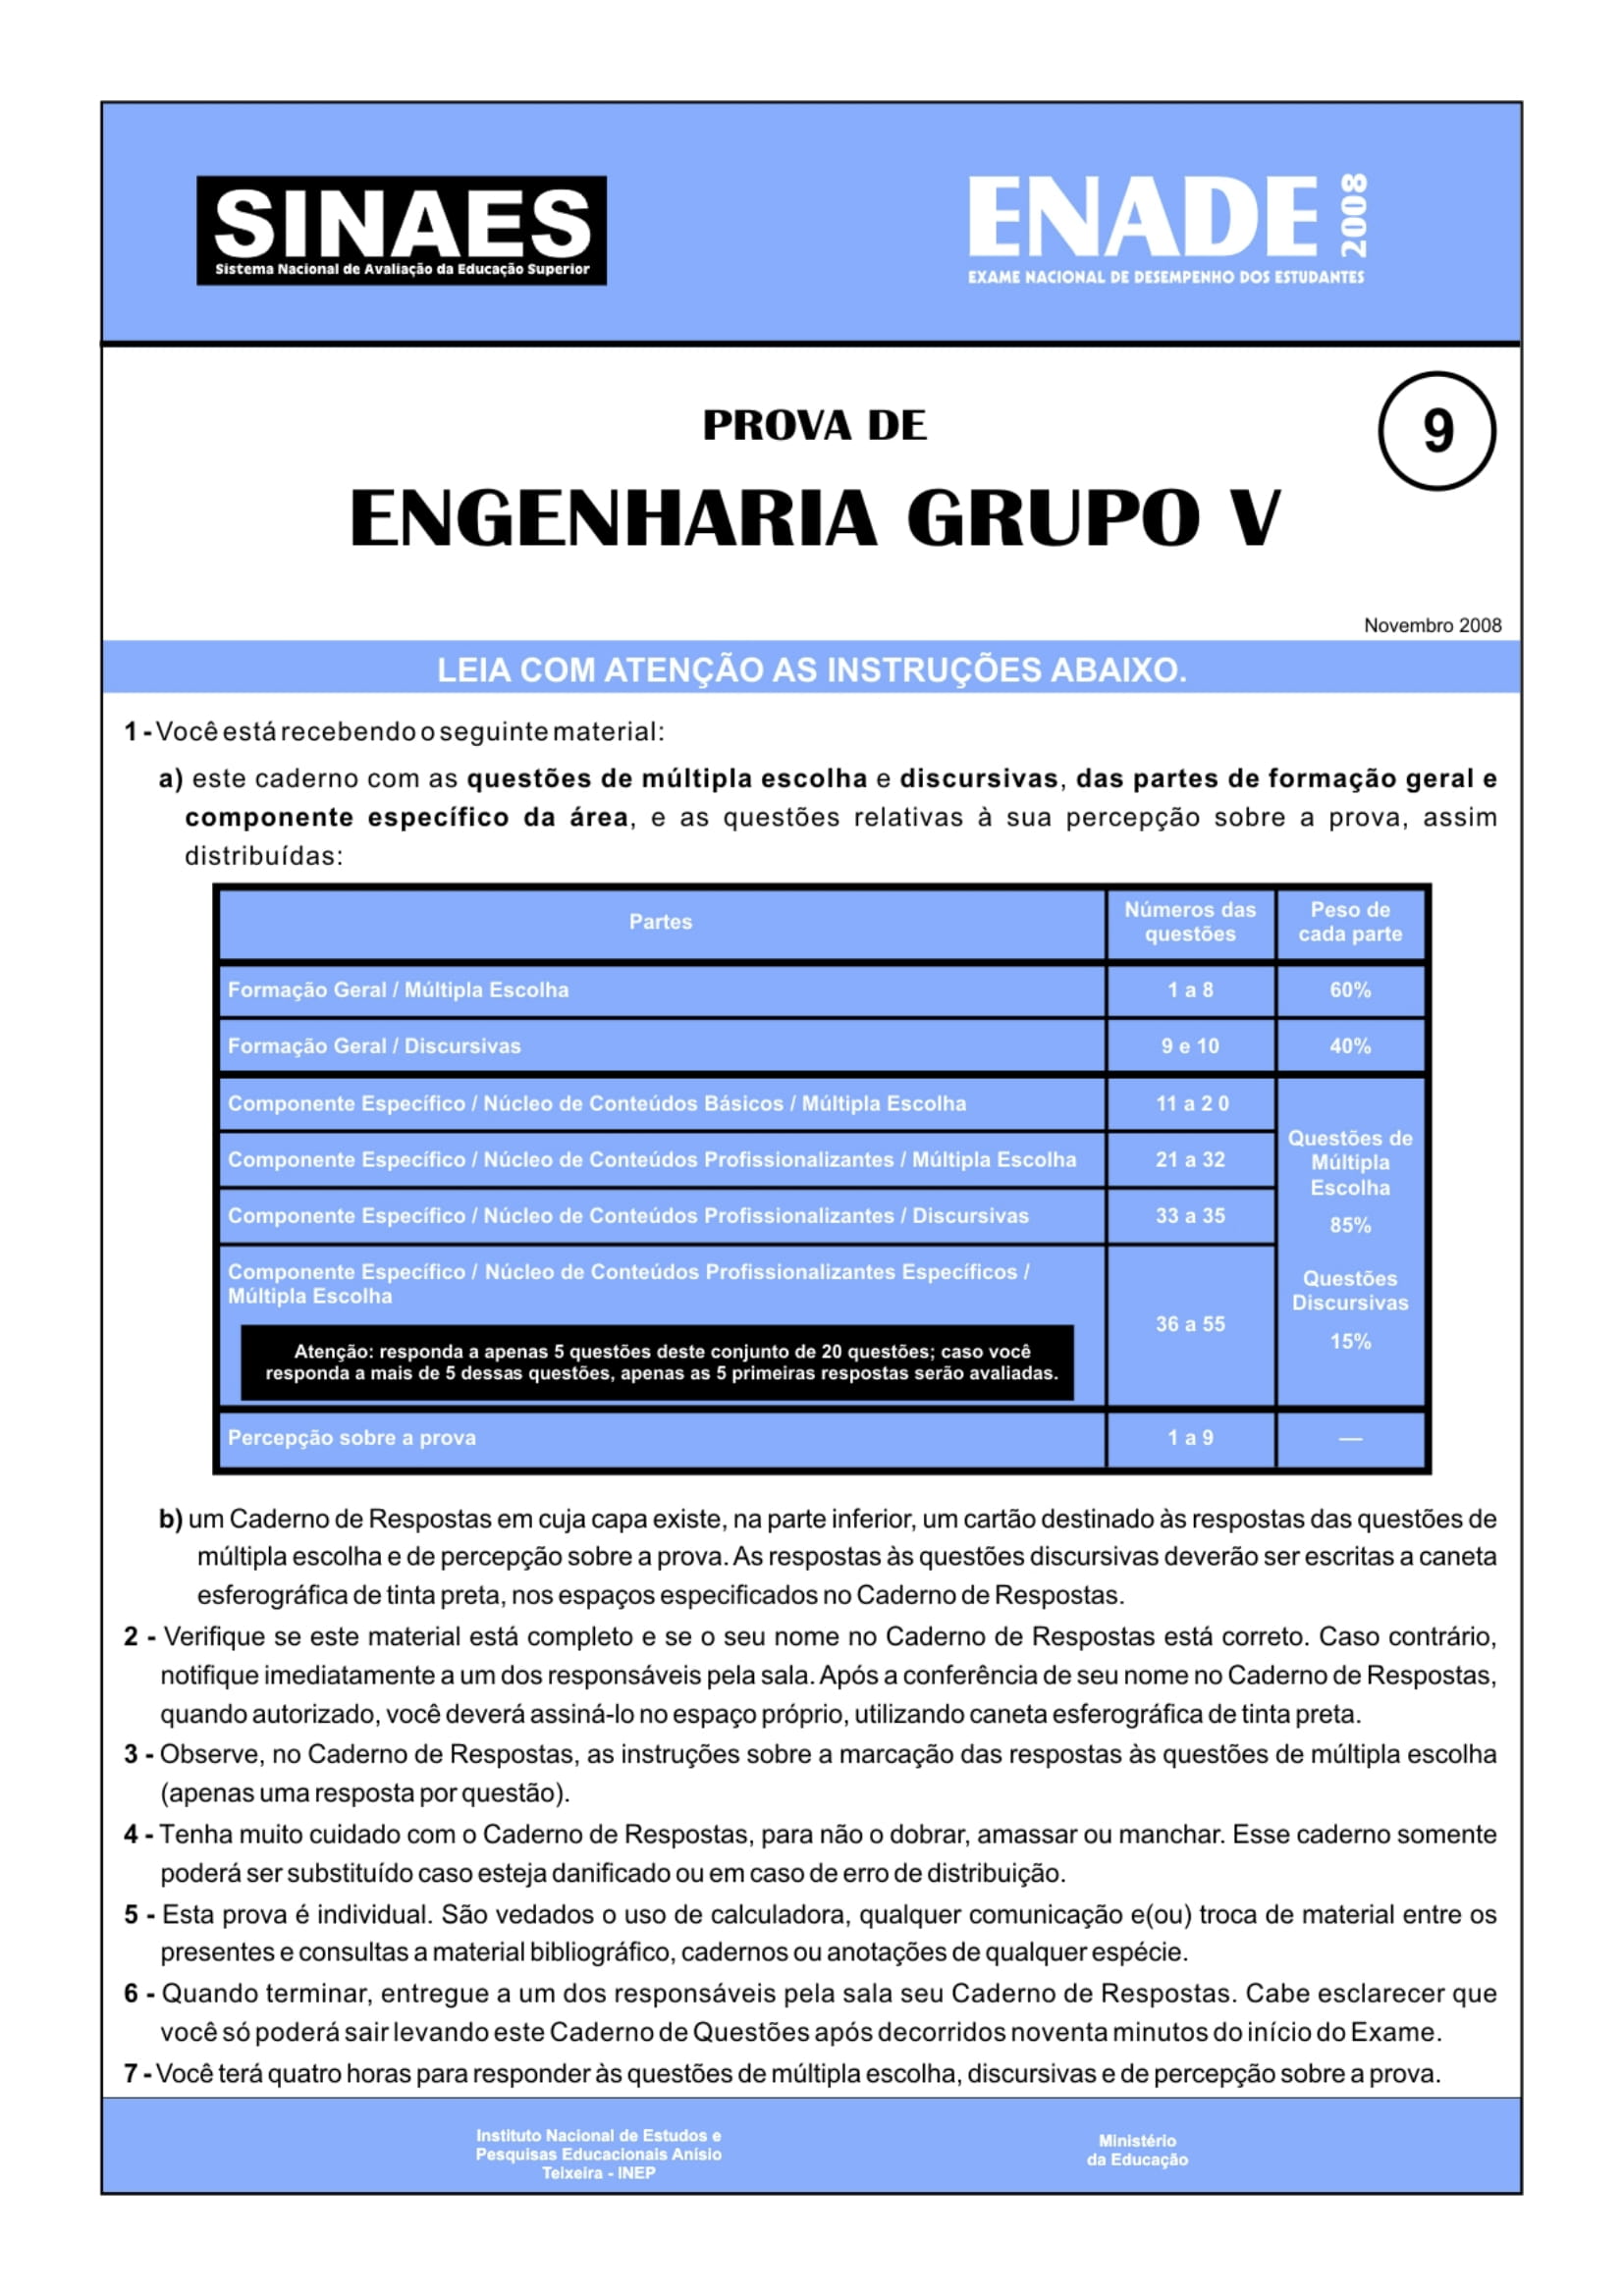 SINAES
Sistema Nacional de Avaliação da Educação Superior
ENADE 2008
EXAME NACIONAL DE DESEMPENHO DOS ESTUDANTES
PROVA DE
9
ENGENHARIA GRUPO V
Novembro 2008
LEIA COM ATENÇÃO AS INSTRUÇÕES ABAIXO.
1 - Você está recebendo o seguinte material:
a) este caderno com as questões de múltipla escolha e discursivas, das partes de formação geral e
componente específico da área, e as questões relativas à sua percepção sobre a prova, assim
distribuídas:
Partes
Números das
questões
Peso de
cada parte
Formação Geral / Múltipla Escolha
1 a 8
60%
Formação Geral / Discursivas
9 e 10
40%
Componente Específico / Núcleo de Conteúdos Básicos / Múltipla Escolha
11 a 2 0
Componente Específico / Núcleo de Conteúdos Profissionalizantes / Múltipla Escolha
21 a 32
Componente Específico / Núcleo de Conteúdos Profissionalizantes / Discursivas
33 a 35
Componente Específico / Núcleo de Conteúdos Profissionalizantes Específicos /
Múltipla Escolha
Atenção: responda a apenas 5 questões deste conjunto de 20 questões; caso você
responda a mais de 5 dessas questões, apenas as 5 primeiras respostas serão avaliadas.
36 a 55
Questões de
Múltipla
Escolha
85%
Questões
Discursivas
15%
Percepção sobre a prova
1 a 9
—
b) um Caderno de Respostas em cuja capa existe, na parte inferior, um cartão destinado às respostas das questões de
múltipla escolha e de percepção sobre a prova. As respostas às questões discursivas deverão ser escritas a caneta
esferográfica de tinta preta, nos espaços especificados no Caderno de Respostas.
2 - Verifique se este material está completo e se o seu nome no Caderno de Respostas está correto. Caso contrário,
notifique imediatamente a um dos responsáveis pela sala. Após a conferência de seu nome no Caderno de Respostas,
quando autorizado, você deverá assiná-lo no espaço próprio, utilizando caneta esferográfica de tinta preta.
3 - Observe, no Caderno de Respostas, as instruções sobre a marcação das respostas às questões de múltipla escolha
(apenas uma resposta por questão).
4 - Tenha muito cuidado com o Caderno de Respostas, para não o dobrar, amassar ou manchar. Esse caderno somente
poderá ser substituído caso esteja danificado ou em caso de erro de distribuição.
5 - Esta prova é individual. São vedados o uso de calculadora, qualquer comunicação e(ou) troca de material entre os
presentes e consultas a material bibliográfico, cadernos ou anotações de qualquer espécie.
6 - Quando terminar, entregue a um dos responsáveis pela sala seu Caderno de Respostas. Cabe esclarecer que
você só poderá sair levando este Caderno de Questões após decorridos noventa minutos do início do Exame.
7 - Você terá quatro horas para responder às questões de múltipla escolha, discursivas e de percepção sobre a prova.
Instituto Nacional de Estudos e
Pesquisas Educacionais Anísio
Teixeira - INEP
Ministério
da Educação